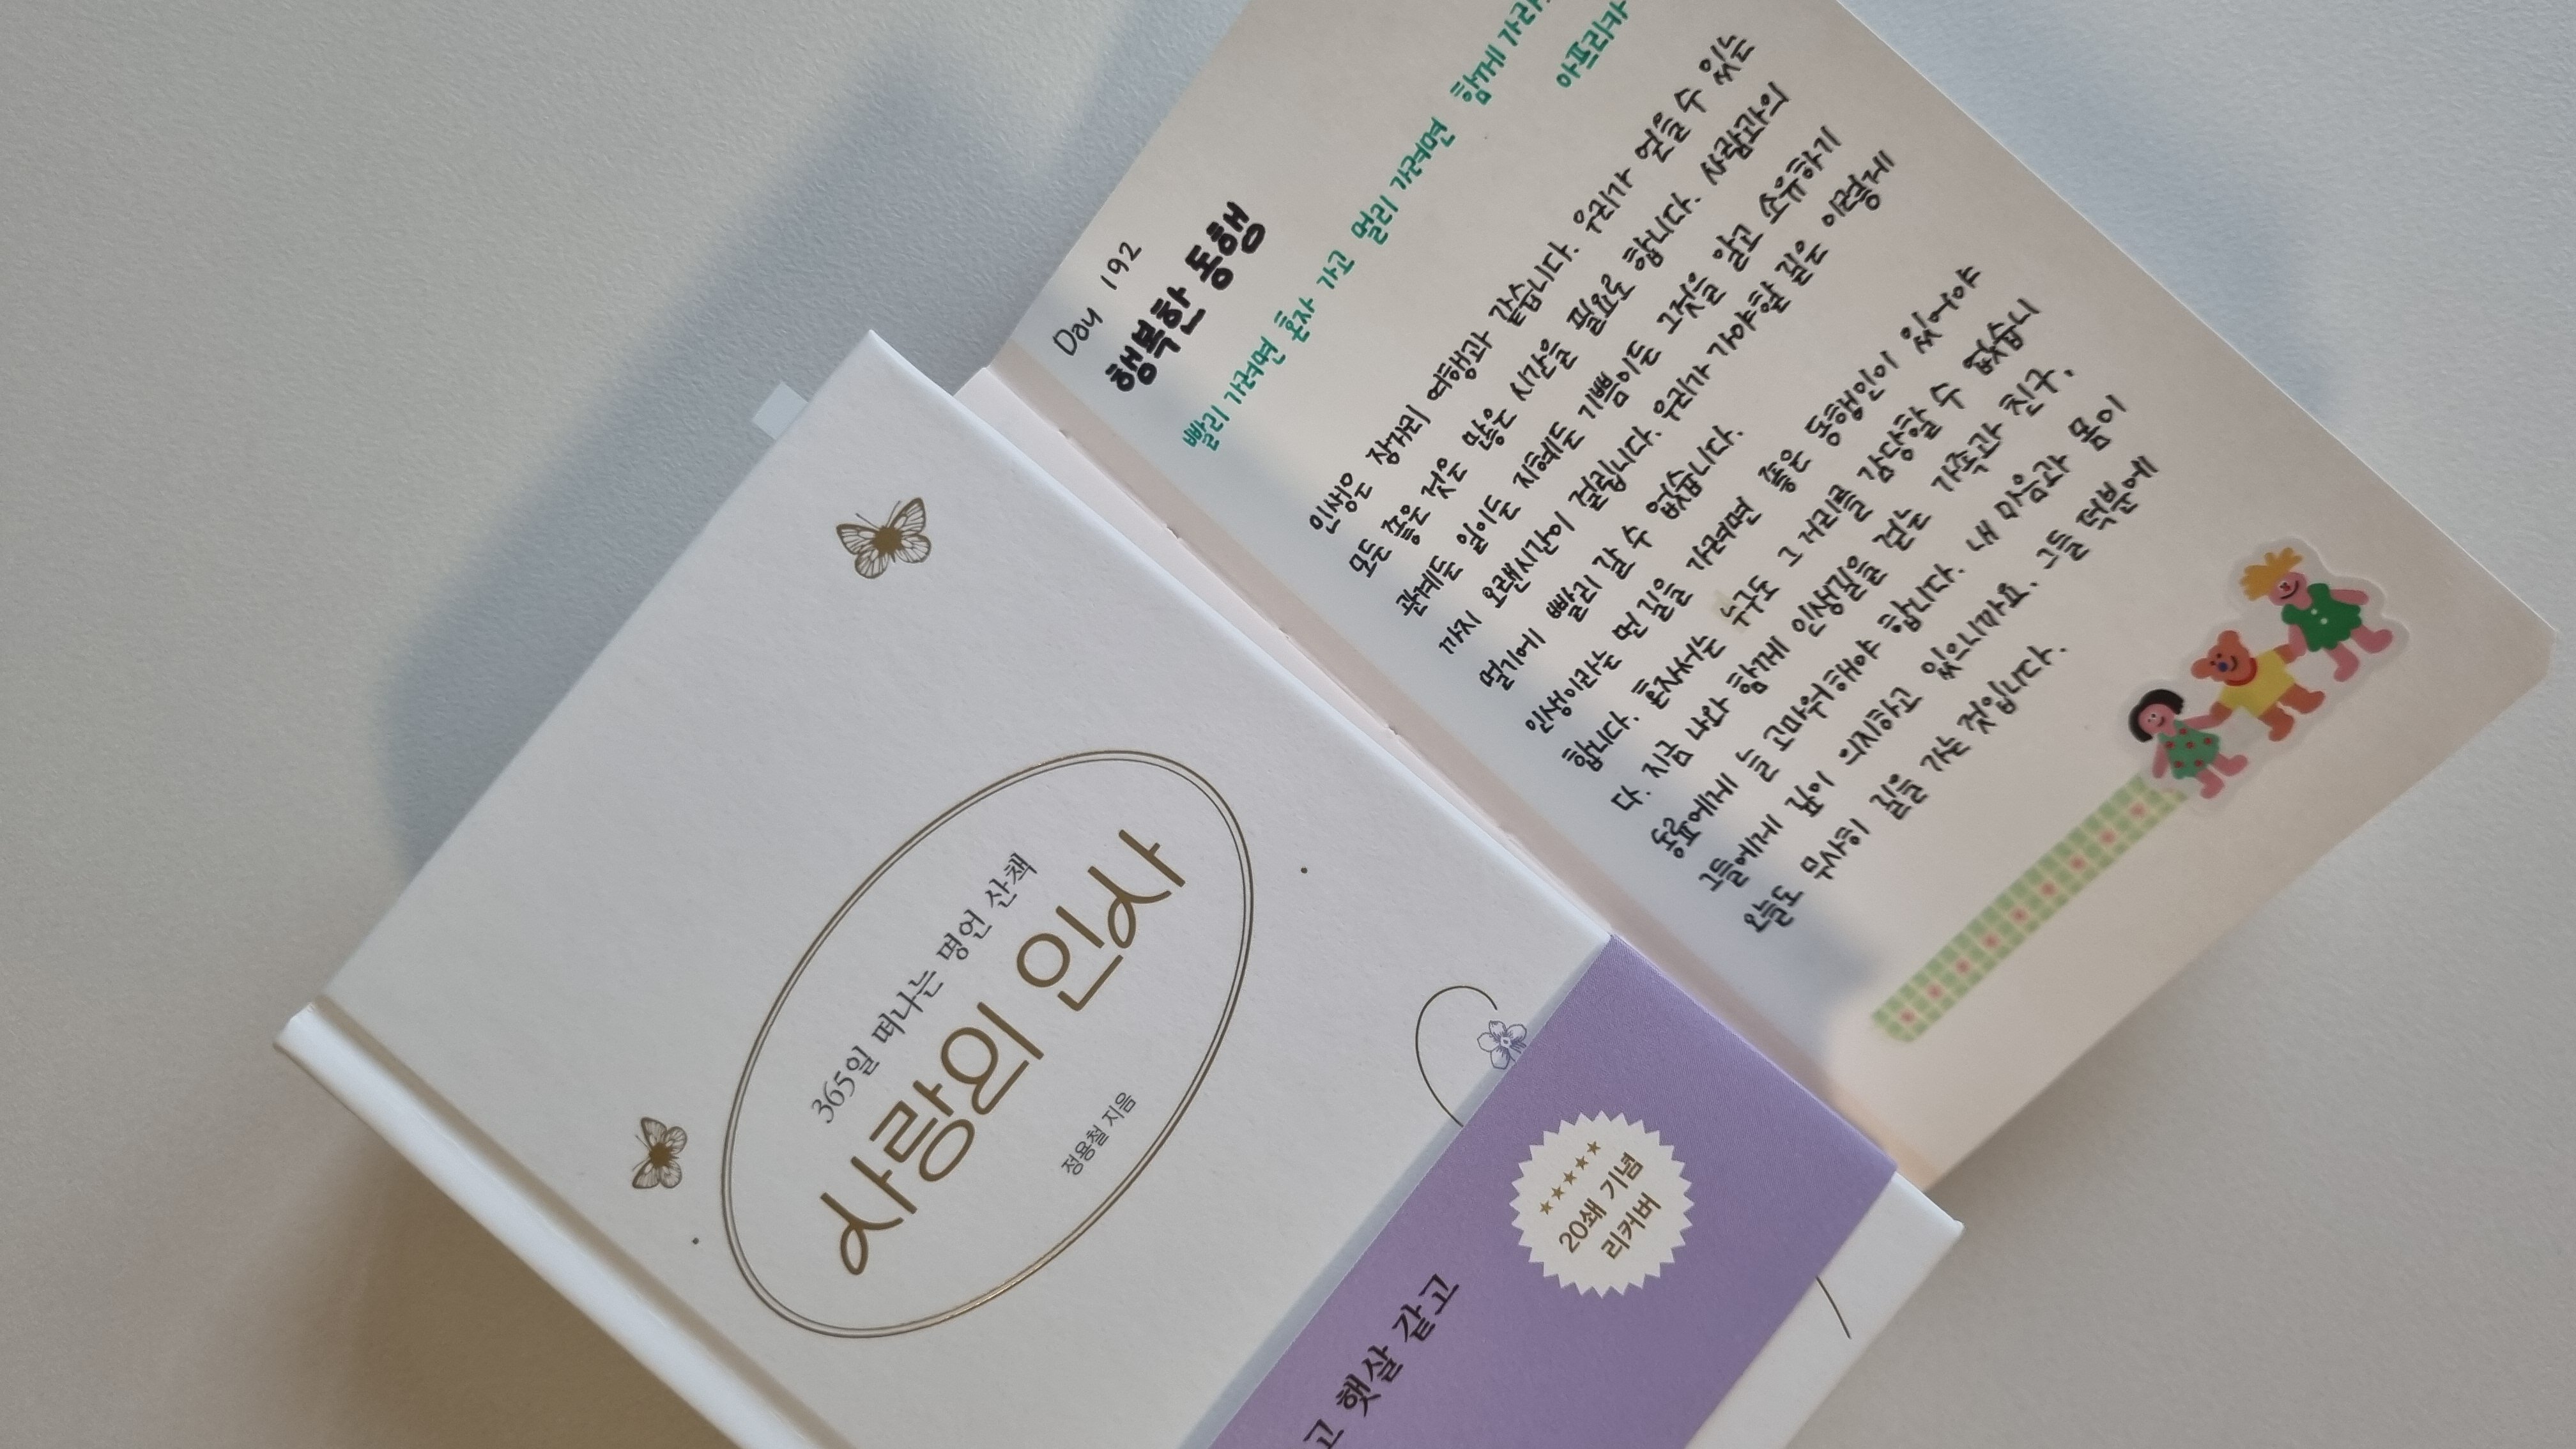 Day 192
행복한 동행
빨리 가려면 혼자 가고 멀리 가려면 함께 가라.
아프리카
인생은 장거리 여행과 같습니다. 우리가 얻을 수 있는
모든 좋은 것은 많은 시간을 필요로 합니다. 사람과의
관계든 일이든 지혜든 기쁨이든 그것을 알고 소유하기
까지 오랜시간이 걸립니다. 우리가 가야할 길은 이렇게
멀기에 빨리 갈 수 없습니다.
인생이라는 먼 길을 가려면 좋은 동행인이 있어야
합니다. 혼자서는 누구도 그 거리를 감당할 수 없습니
다. 지금 나와 함께 인생길을 걷는 가족과 친구,
동료에게 늘 고마워해야 합니다. 내 마음과 몸이
그들에게 깊이 의지하고 있으니까요. 그들 덕분에
오늘도 무사히 길을 가는 것입니다.
365일 떠나는 명언 산책
사랑의 인사
정용철 지음
★★★★★
20쇄 기념
리커버
고 햇살 같고